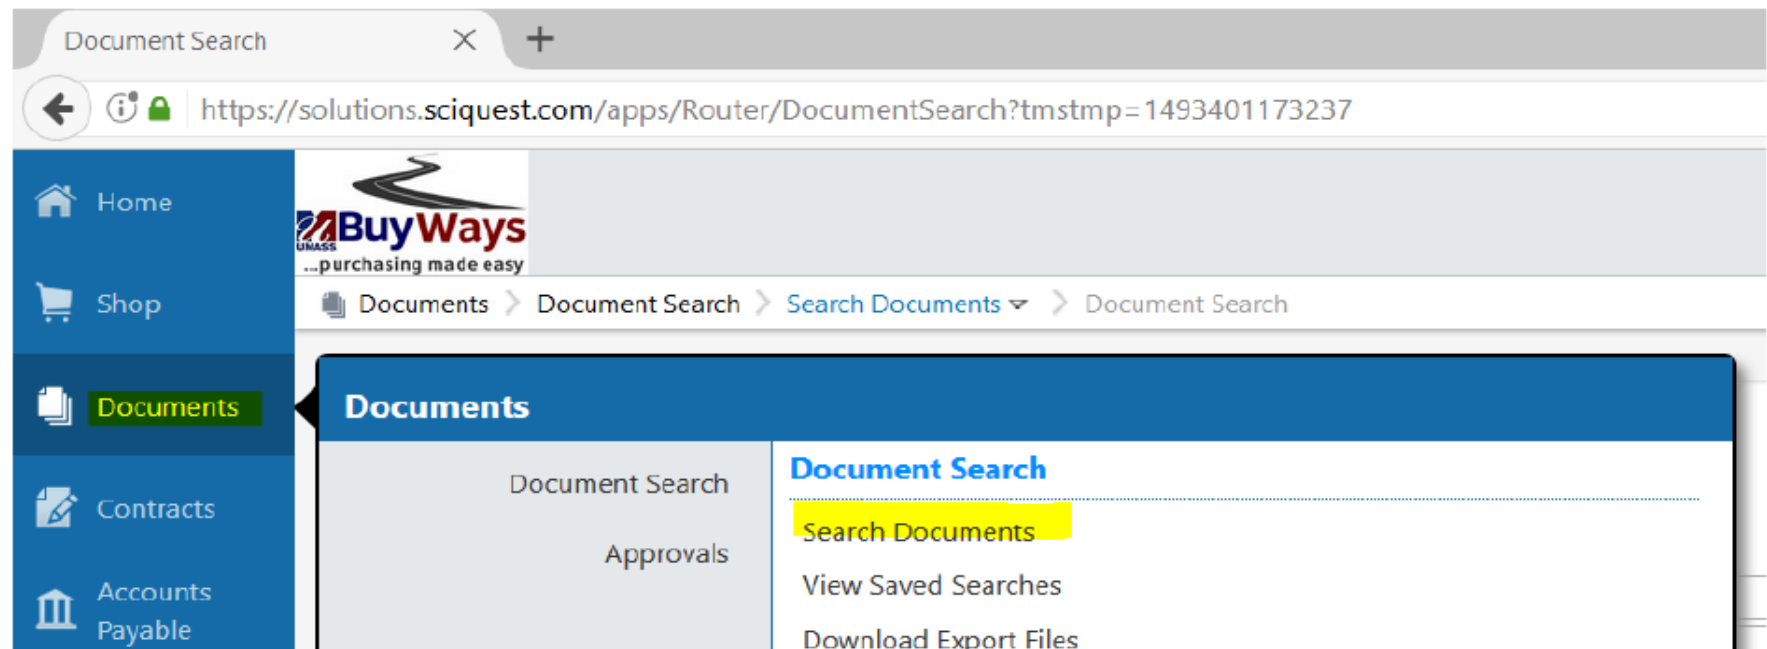 Document Search
https://solutions.sciquest.com/apps/Router/DocumentSearch?tmstmp=1493401173237
Home
Shop
Documents
Contracts
Accounts
Payable
UMASS
BuyWays
...purchasing made easy
Documents > Document Search > Search Documents > Document Search
Documents
Document Search
Approvals
Document Search
Search Documents
View Saved Searches
Download Export Files